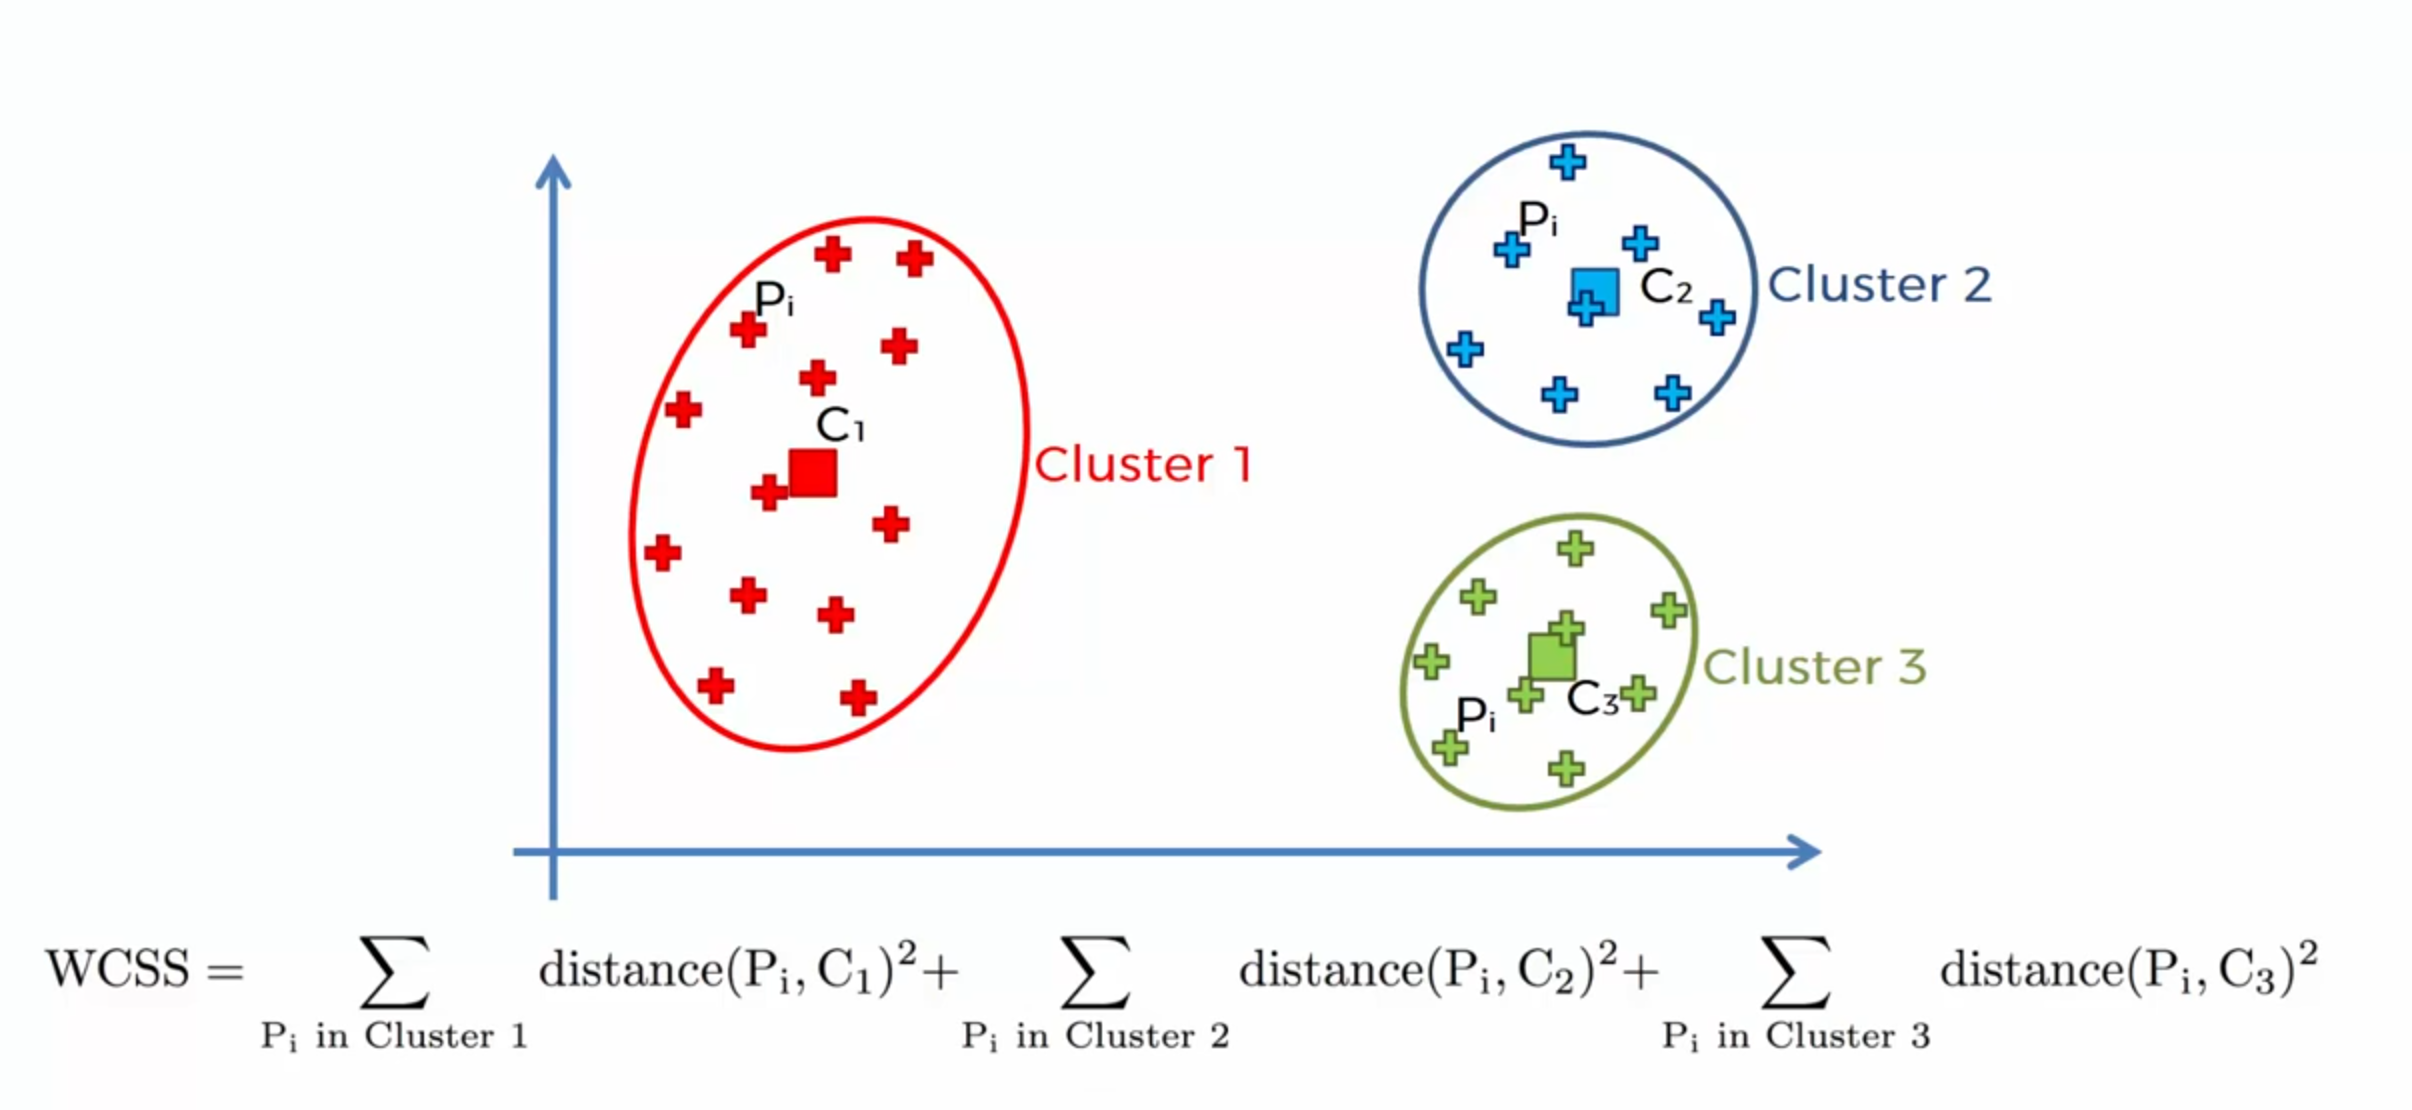 Pᵢ
C₁
Cluster 1
Pᵢ
C₂
Cluster 2
Pᵢ
C₃
Cluster 3
WCSS = ∑ distance(Pᵢ, C₁)² + ∑ distance(Pᵢ, C₂)² + ∑ distance(Pᵢ, C₃)²
Pᵢ in Cluster 1 Pᵢ in Cluster 2 Pᵢ in Cluster 3